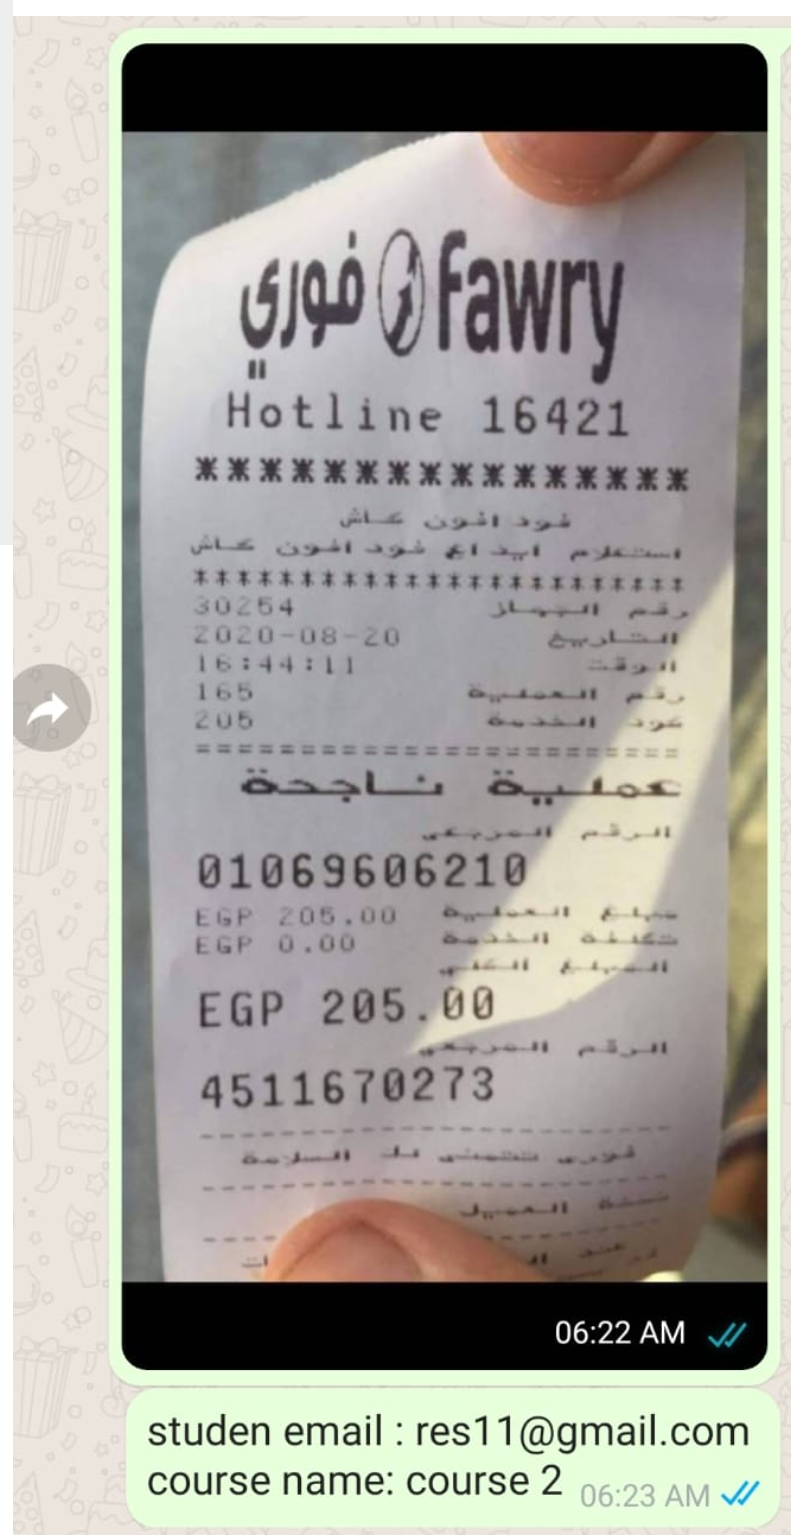 فوري fawry
Hotline 16421
*****************
فودافون كاش
استعلام ايداع فودافون كاش
************************
30254 رقم الجهاز
2020-08-20 التاريخ
16:44:11 الوقت
165 رقم العملية
205 كود الخدمة
========================
عملية ناجحة
الرقم المرجعى
01069606210
EGP 205.00 مبلغ العملية
EGP 0.00 تكلفة الخدمة
المبلغ الكلي
EGP 205.00
الرقم المرجعي
4511670273
فوري تتمنى لك السلامة
نسخة العميل
06:22 AM
studen email : res11@gmail.com
course name: course 2
06:23 AM